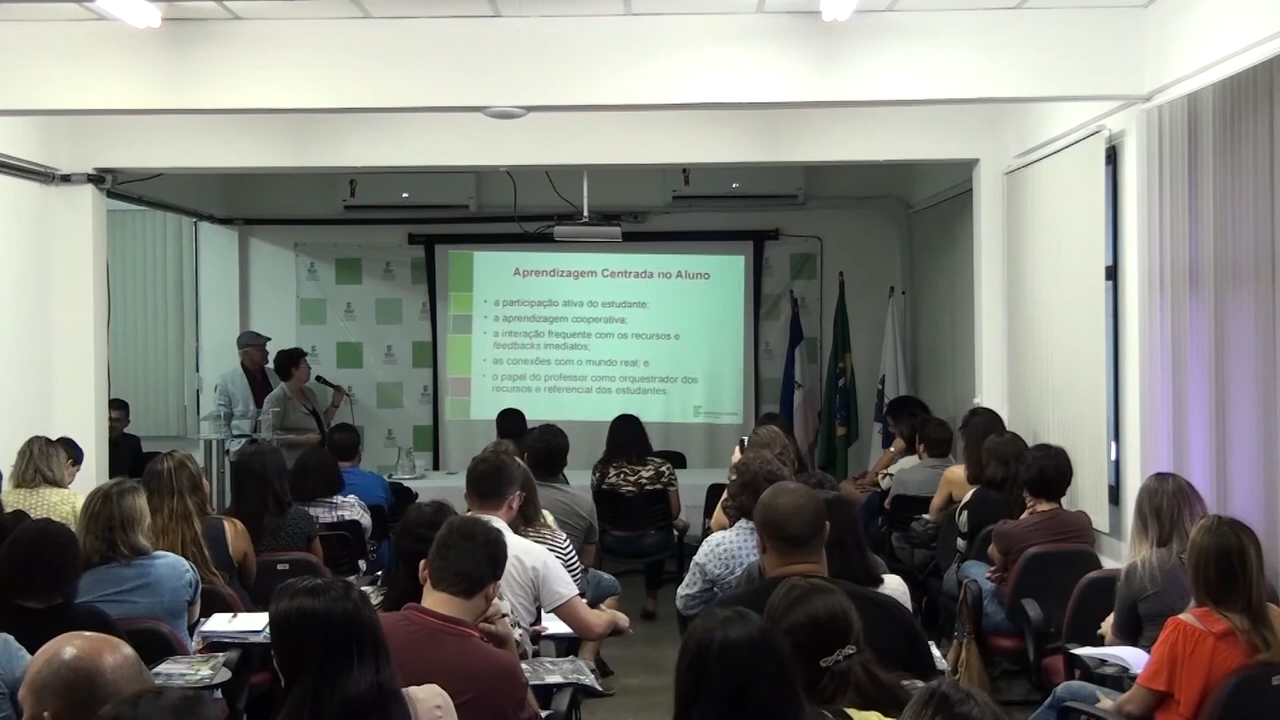 Aprendizagem Centrada no Aluno
• a participação ativa do estudante;
• a aprendizagem cooperativa;
• a interação frequente com os recursos e
feedbacks imediatos;
• as conexões com o mundo real; e
• o papel do professor como orquestrador dos
recursos e referencial dos estudantes.